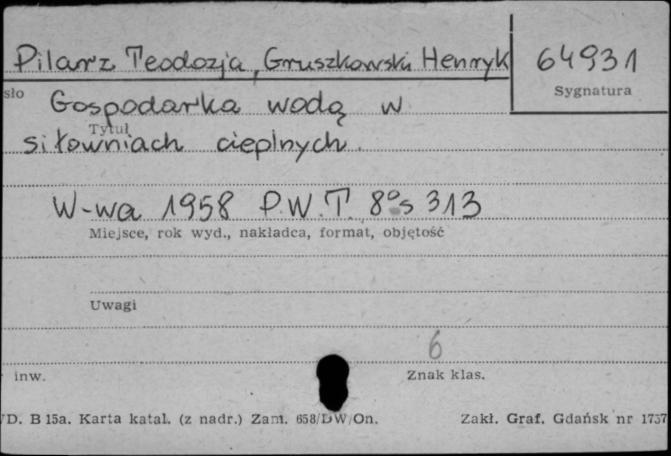 Pilarz Teodozja, Gruszkowski Henryk 64931
sło Sygnatura
Gospodarka wodą w
Tytuł
siłowniach cieplnych.
W-wa 1958 P.W.T. 8° s 313
Miejsce, rok wyd., nakładca, format, objętość
Uwagi
6
inw. Znak klas.
D. B 15a. Karta katal. (z nadr.) Zam. 658/DW/On. Zakł. Graf. Gdańsk nr 1737